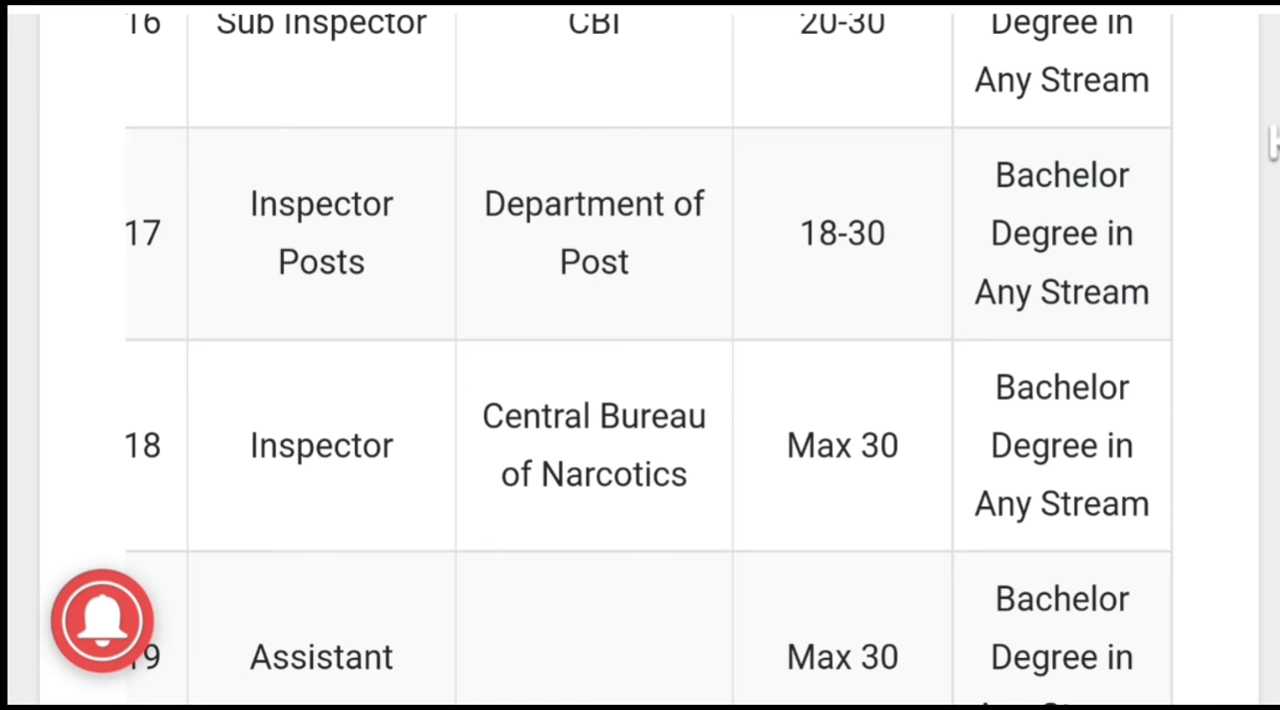 16 Sub Inspector CBI 20-30 Degree in
Any Stream
Bachelor
Inspector Department of
17 18-30 Degree in
Posts Post
Any Stream
Bachelor
Central Bureau
18 Inspector Max 30 Degree in
of Narcotics
Any Stream
Bachelor
19 Assistant Max 30 Degree in